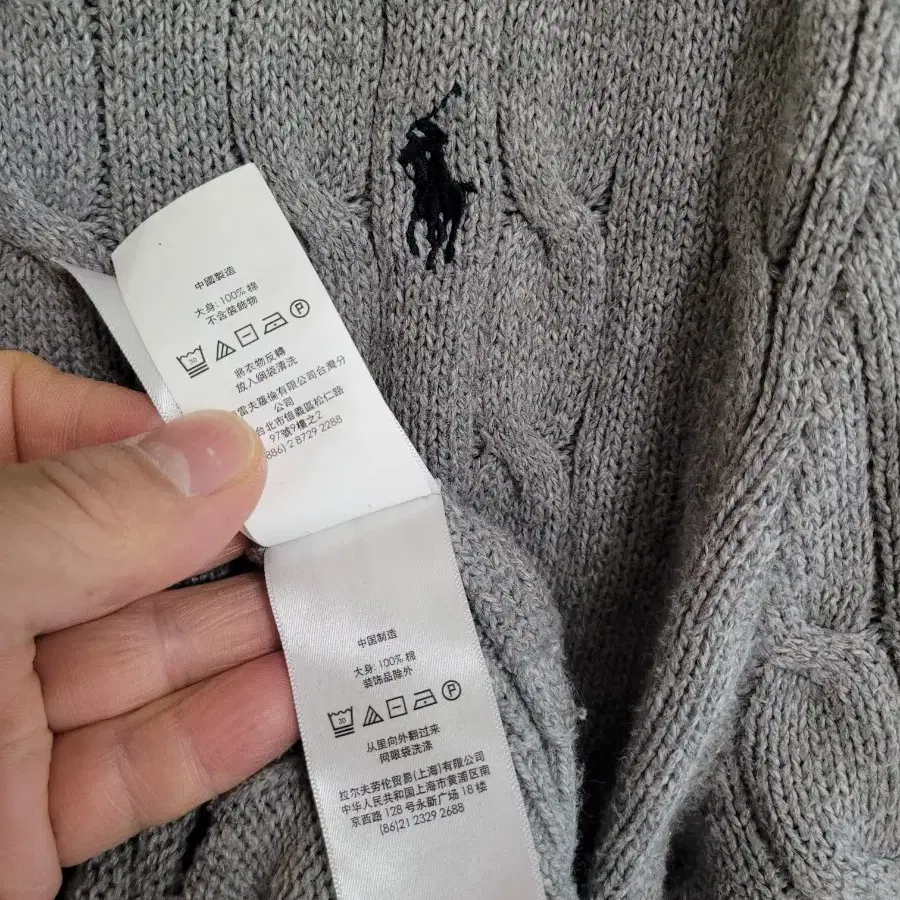 中國製造
大身: 100% 棉
不含裝飾物
30
P
將衣物反轉
放入網袋清洗
雷夫羅倫有限公司台灣分
公司
台北市信義區松仁路
97號9樓之2
886) 2 8729 2288
中国制造
大身: 100% 棉
装饰品除外
30
P
从里向外翻过来
网眼袋洗涤
拉尔夫劳伦贸易(上海)有限公司
中华人民共和国上海市黄浦区南
京西路 128 号永新广场 18 楼
(86)21 2329 2688